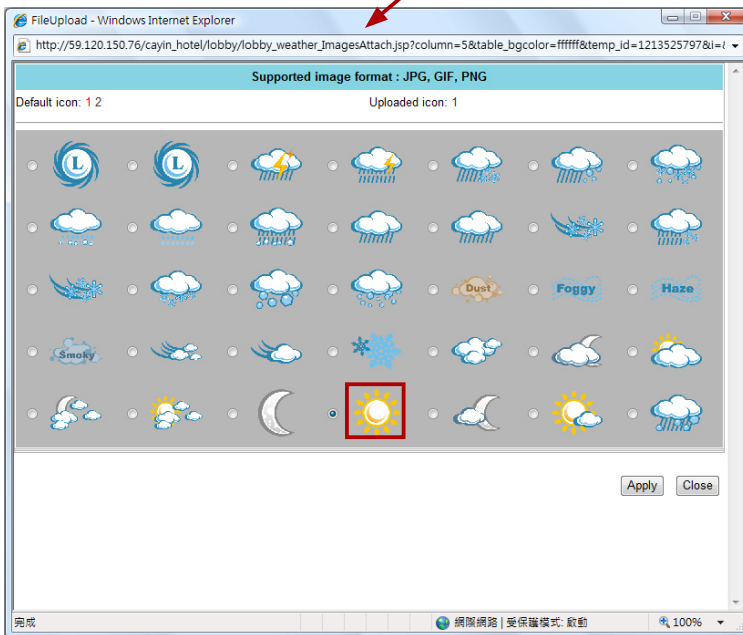 FileUpload - Windows Internet Explorer
http://59.120.150.76/cayin_hotel/lobby/lobby_weather_ImagesAttach.jsp?column=5&table_bgcolor=ffffff&temp_id=1213525797&i=&
Supported image format : JPG, GIF, PNG
Default icon: 1 2 Uploaded icon: 1
L L
Dust Foggy Haze
Smoky
Apply Close
完成 網際網路 | 受保護模式: 啟動 100%